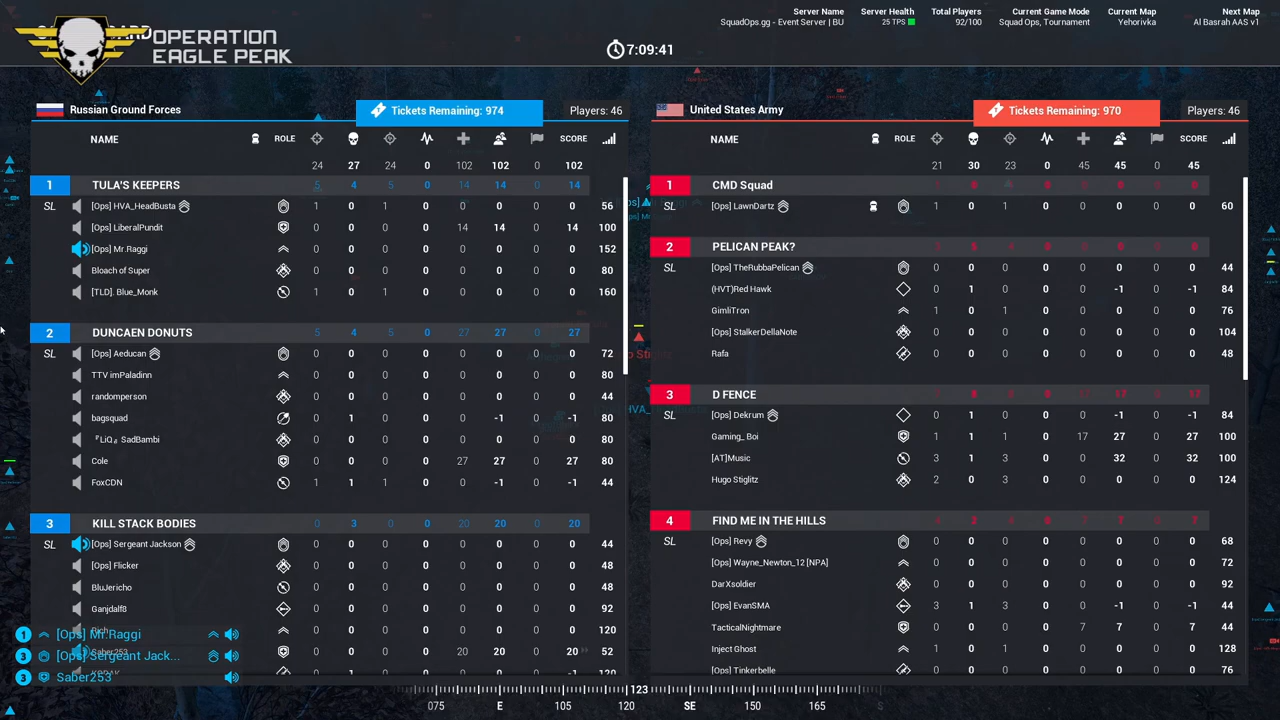 OPERATION
EAGLE PEAK
Server Name
SquadOps.gg - Event Server | BU
Server Health
25 TPS
Total Players
92/100
Current Game Mode
Squad Ops, Tournament
Current Map
Yehorivka
Next Map
Al Basrah AAS v1
7:09:41
Russian Ground Forces
Tickets Remaining: 974
Players: 46
NAME ROLE SCORE
24 27 24 0 102 102 0 102
1 TULA'S KEEPERS 5 4 5 0 14 14 0 14
SL [Ops] HVA_HeadBusta 1 0 1 0 0 0 0 0 56
[Ops] LiberalPundit 0 0 0 0 14 14 0 14 100
[Ops] Mr.Raggi 0 0 0 0 0 0 0 0 152
Bloach of Super 0 0 0 0 0 0 0 0 80
[TLD]. Blue_Monk 1 0 1 0 0 0 0 0 160
2 DUNCAEN DONUTS 5 4 5 0 27 27 0 27
SL [Ops] Aeducan 0 0 0 0 0 0 0 0 72
TTV imPaladinn 0 0 0 0 0 0 0 0 80
randomperson 0 0 0 0 0 0 0 0 44
bagsquad 0 1 0 0 0 -1 0 -1 80
『LiQ』 SadBambi 0 0 0 0 0 0 0 0 80
Cole 0 0 0 0 27 27 0 27 80
FoxCDN 1 1 1 0 0 -1 0 -1 44
3 KILL STACK BODIES 0 3 0 0 20 20 0 20
SL [Ops] Sergeant Jackson 0 0 0 0 0 0 0 0 44
[Ops] Flicker 0 0 0 0 0 0 0 0 48
BluJericho 0 0 0 0 0 0 0 0 48
Ganjdalf8 0 0 0 0 0 0 0 0 92
0 0 0 0 0 0 0 0 120
Saber253 0 0 0 0 20 20 0 20 52
United States Army
Tickets Remaining: 970
Players: 46
NAME ROLE SCORE
21 30 23 0 45 45 0 45
1 CMD Squad
SL [Ops] LawnDartz 1 0 1 0 0 0 0 0 60
2 PELICAN PEAK?
SL [Ops] TheRubbaPelican 0 0 0 0 0 0 0 0 44
(HVT)Red Hawk 0 1 0 0 0 -1 0 -1 84
GimliTron 1 0 1 0 0 0 0 0 76
[Ops] StalkerDellaNote 0 0 0 0 0 0 0 0 104
Rafa 0 0 0 0 0 0 0 0 48
3 D FENCE 17 17
SL [Ops] Dekrum 0 1 0 0 0 -1 0 -1 84
Gaming_ Boi 1 1 1 0 17 27 0 27 100
[AT]Music 3 1 3 0 0 32 0 32 100
Hugo Stiglitz 2 0 3 0 0 0 0 0 124
4 FIND ME IN THE HILLS 7 7
SL [Ops] Revy 0 0 0 0 0 0 0 0 68
[Ops] Wayne_Newton_12 [NPA] 0 0 0 0 0 0 0 0 72
DarXsoldier 0 0 0 0 0 0 0 0 92
[Ops] EvanSMA 3 1 3 0 0 -1 0 -1 44
TacticalNightmare 0 0 0 0 7 7 0 7 44
Inject Ghost 1 0 1 0 0 0 0 0 128
[Ops] Tinkerbelle 0 0 0 0 0 0 0 0 76
1 [Ops] Mr.Raggi
3 [Ops] Sergeant Jack...
3 Saber253
075 E 105 120 123 SE 150 165 S